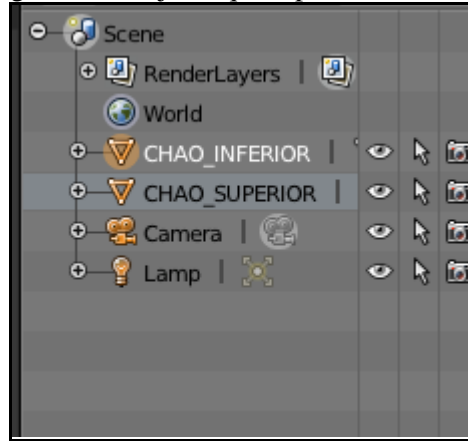 Scene
RenderLayers
World
CHAO_INFERIOR
CHAO_SUPERIOR
Camera
Lamp